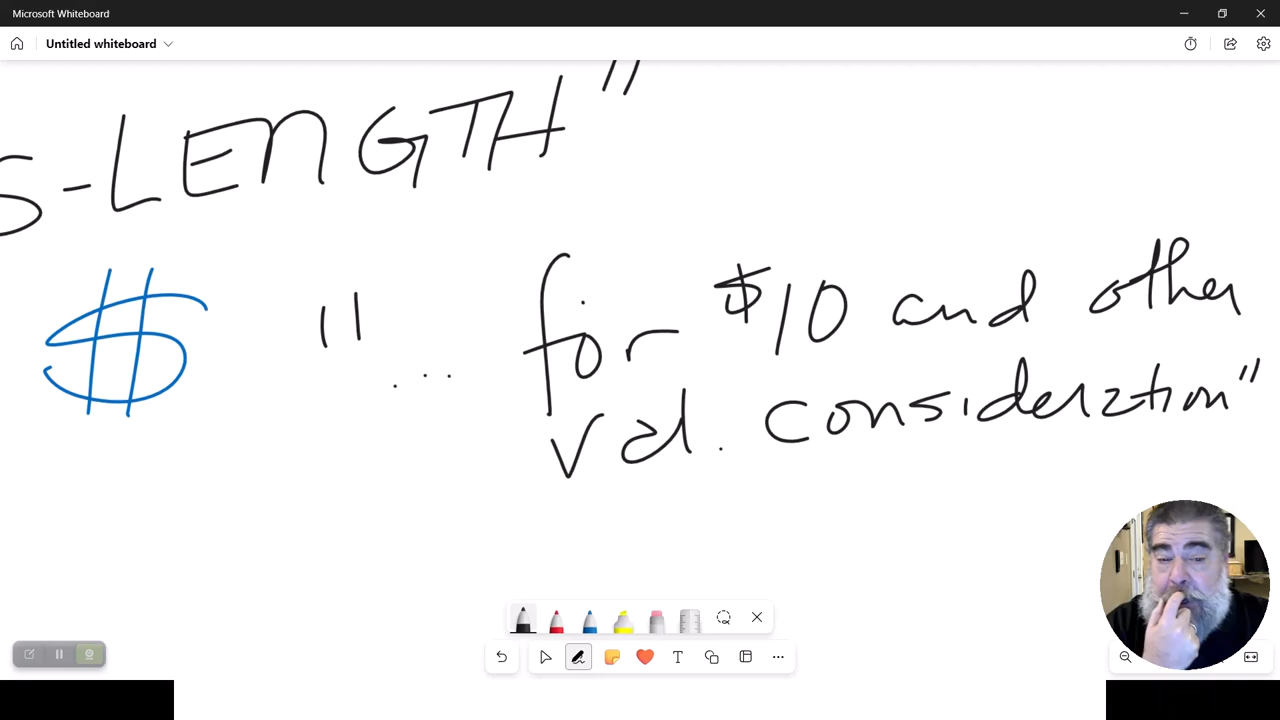 Microsoft Whiteboard
Untitled whiteboard
S-LENGTH"
$ "... for $10 and other
val. consideration"